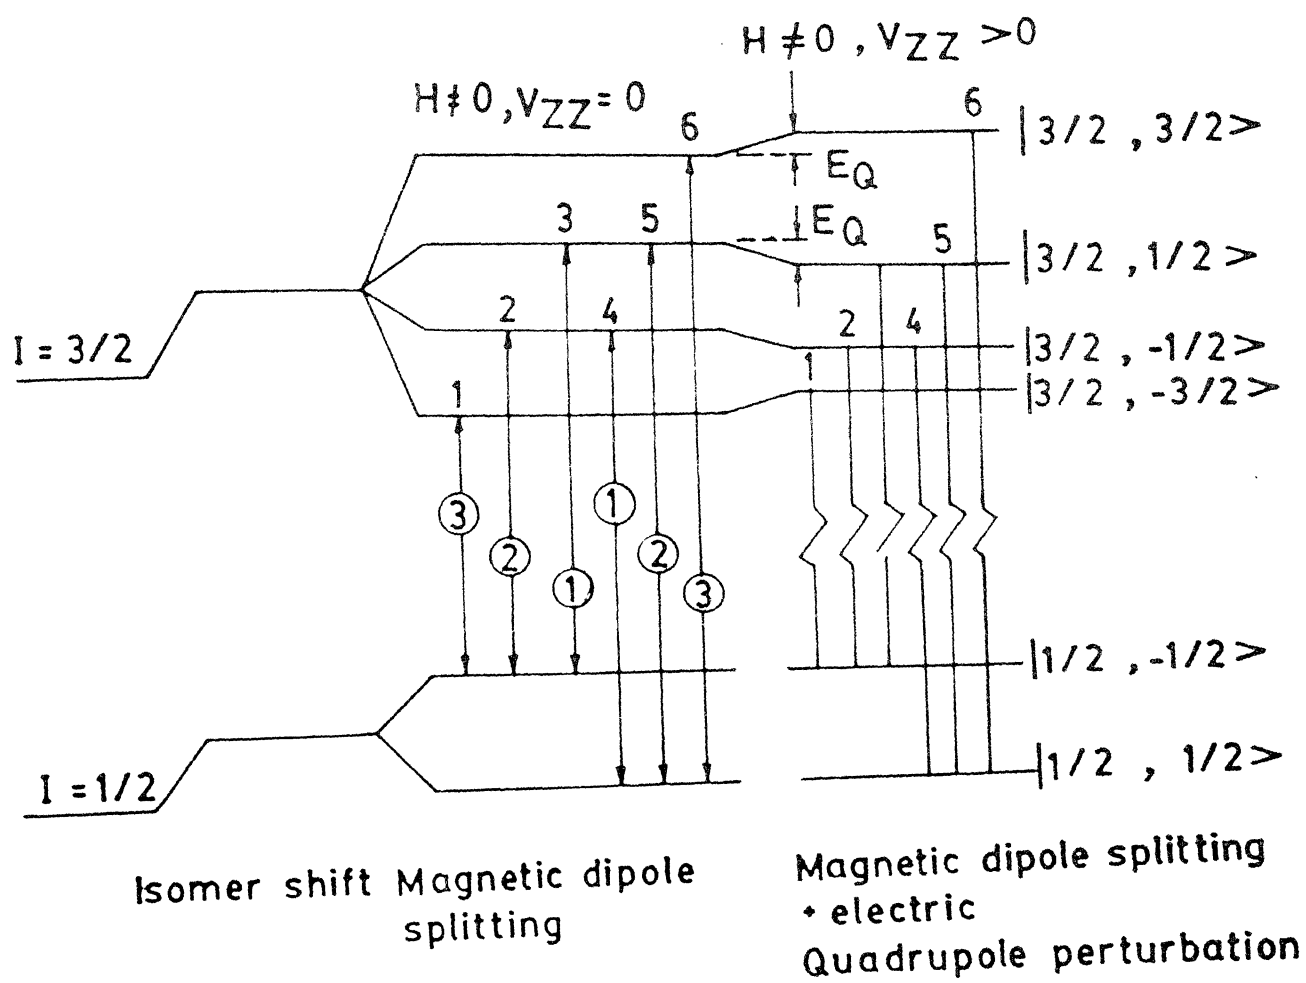 H ≠ 0 , VZZ > 0
H ≠ 0 , VZZ = 0
6
6
|3/2 , 3/2>
EQ
3
5
EQ
5
|3/2 , 1/2>
2
4
2
4
I = 3/2
|3/2 , -1/2>
1
1
|3/2 , -3/2>
3
1
2
2
1
3
|1/2 , -1/2>
I = 1/2
|1/2 , 1/2>
Isomer shift
Magnetic dipole
splitting
Magnetic dipole splitting
+ electric
Quadrupole perturbation